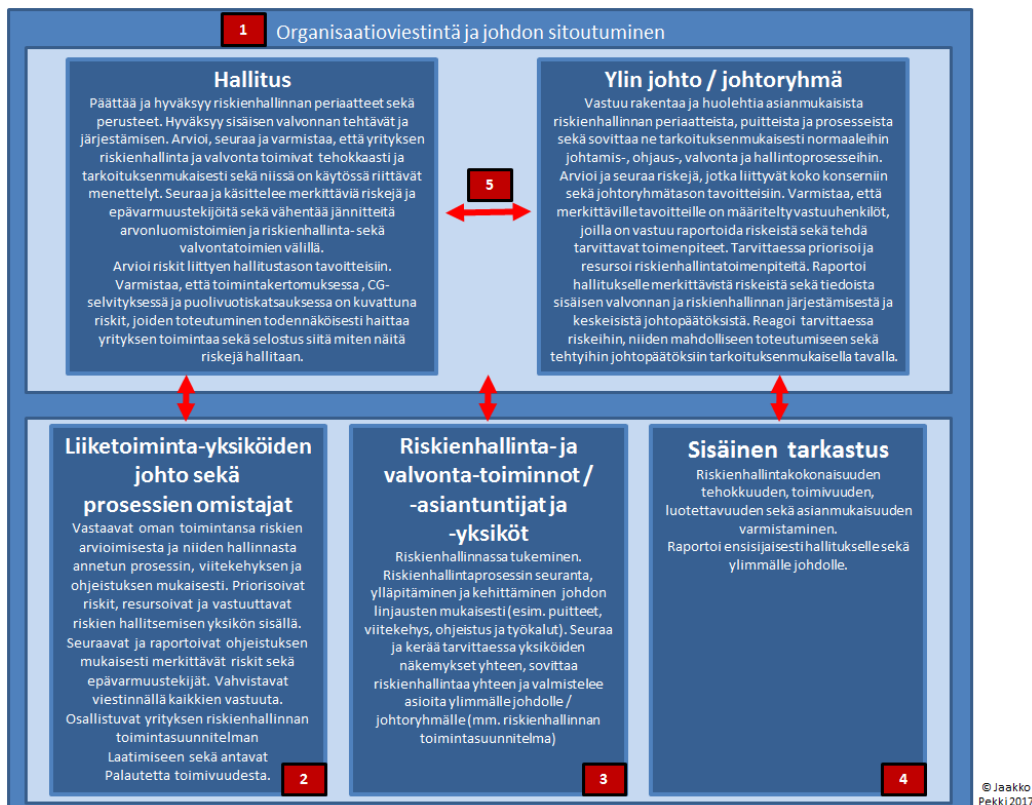 1 Organisaatioviestintä ja johdon sitoutuminen
Hallitus
Päättää ja hyväksyy riskienhallinnan periaatteet sekä
perusteet. Hyväksyy sisäisen valvonnan tehtävät ja
järjestämisen. Arvioi, seuraa ja varmistaa, että yrityksen
riskienhallinta ja valvonta toimivat tehokkaasti ja
tarkoituksenmukaisesti sekä niissä on käytössä riittävät
menettelyt. Seuraa ja käsittelee merkittäviä riskejä ja
epävarmuustekijöitä sekä vähentää jännitteitä
arvonluomistoimien ja riskienhallinta- sekä
valvontatoimien välillä.
Arvioi riskit liittyen hallitustason tavoitteisiin.
Varmistaa, että toimintakertomuksessa , CG-
selvityksessä ja puolivuotiskatsauksessa on kuvattuna
riskit, joiden toteutuminen todennäköisesti haittaa
yrityksen toimintaa sekä selostus siitä miten näitä
riskejä hallitaan.
5
Ylin johto / johtoryhmä
Vastuu rakentaa ja huolehtia asianmukaisista
riskienhallinnan periaatteista, puitteista ja prosesseista
sekä sovittaa ne tarkoituksenmukaisesti normaaleihin
johtamis-, ohjaus-, valvonta ja hallintoprosesseihin.
Arvioi ja seuraa riskejä, jotka liittyvät koko konserniin
sekä johtoryhmätason tavoitteisiin. Varmistaa, että
merkittäville tavoitteille on määritelty vastuuhenkilöt,
joilla on vastuu raportoida riskeistä sekä tehdä
tarvittavat toimenpiteet. Tarvittaessa priorisoi ja
resursoi riskienhallintatoimenpiteitä. Raportoi
hallitukselle merkittävistä riskeistä sekä tiedoista
sisäisen valvonnan ja riskienhallinnan järjestämisestä ja
keskeisistä johtopäätöksistä. Reagoi tarvittaessa
riskeihin, niiden mahdolliseen toteutumiseen sekä
tehtyihin johtopäätöksiin tarkoituksenmukaisella tavalla.
Liiketoiminta-yksiköiden
johto sekä
prosessien omistajat
Vastaavat oman toimintansa riskien
arvioimisesta ja niiden hallinnasta
annetun prosessin, viitekehyksen ja
ohjeistuksen mukaisesti. Priorisoivat
riskit, resursoivat ja vastuuttavat
riskien hallitsemisen yksikön sisällä.
Seuraavat ja raportoivat ohjeistuksen
mukaisesti merkittävät riskit sekä
epävarmuustekijät. Vahvistavat
viestinnällä kaikkien vastuuta.
Osallistuvat yrityksen riskienhallinnan
toimintasuunnitelman
Laatimiseen sekä antavat
Palautetta toimivuudesta.
2
Riskienhallinta- ja
valvonta-toiminnot /
-asiantuntijat ja
-yksiköt
Riskienhallinnassa tukeminen.
Riskienhallintaprosessin seuranta,
ylläpitäminen ja kehittäminen johdon
linjausten mukaisesti (esim. puitteet,
viitekehys, ohjeistus ja työkalut). Seuraa
ja kerää tarvittaessa yksiköiden
näkemykset yhteen, sovittaa
riskienhallintaa yhteen ja valmistelee
asioita ylimmälle johdolle /
johtoryhmälle (mm. riskienhallinnan
toimintasuunnitelma)
3
Sisäinen tarkastus
Riskienhallintakokonaisuuden
tehokkuuden, toimivuuden,
luotettavuuden sekä asianmukaisuuden
varmistaminen.
Raportoi ensisijaisesti hallitukselle sekä
ylimmälle johdolle.
4
© Jaakko
Pekki 2012